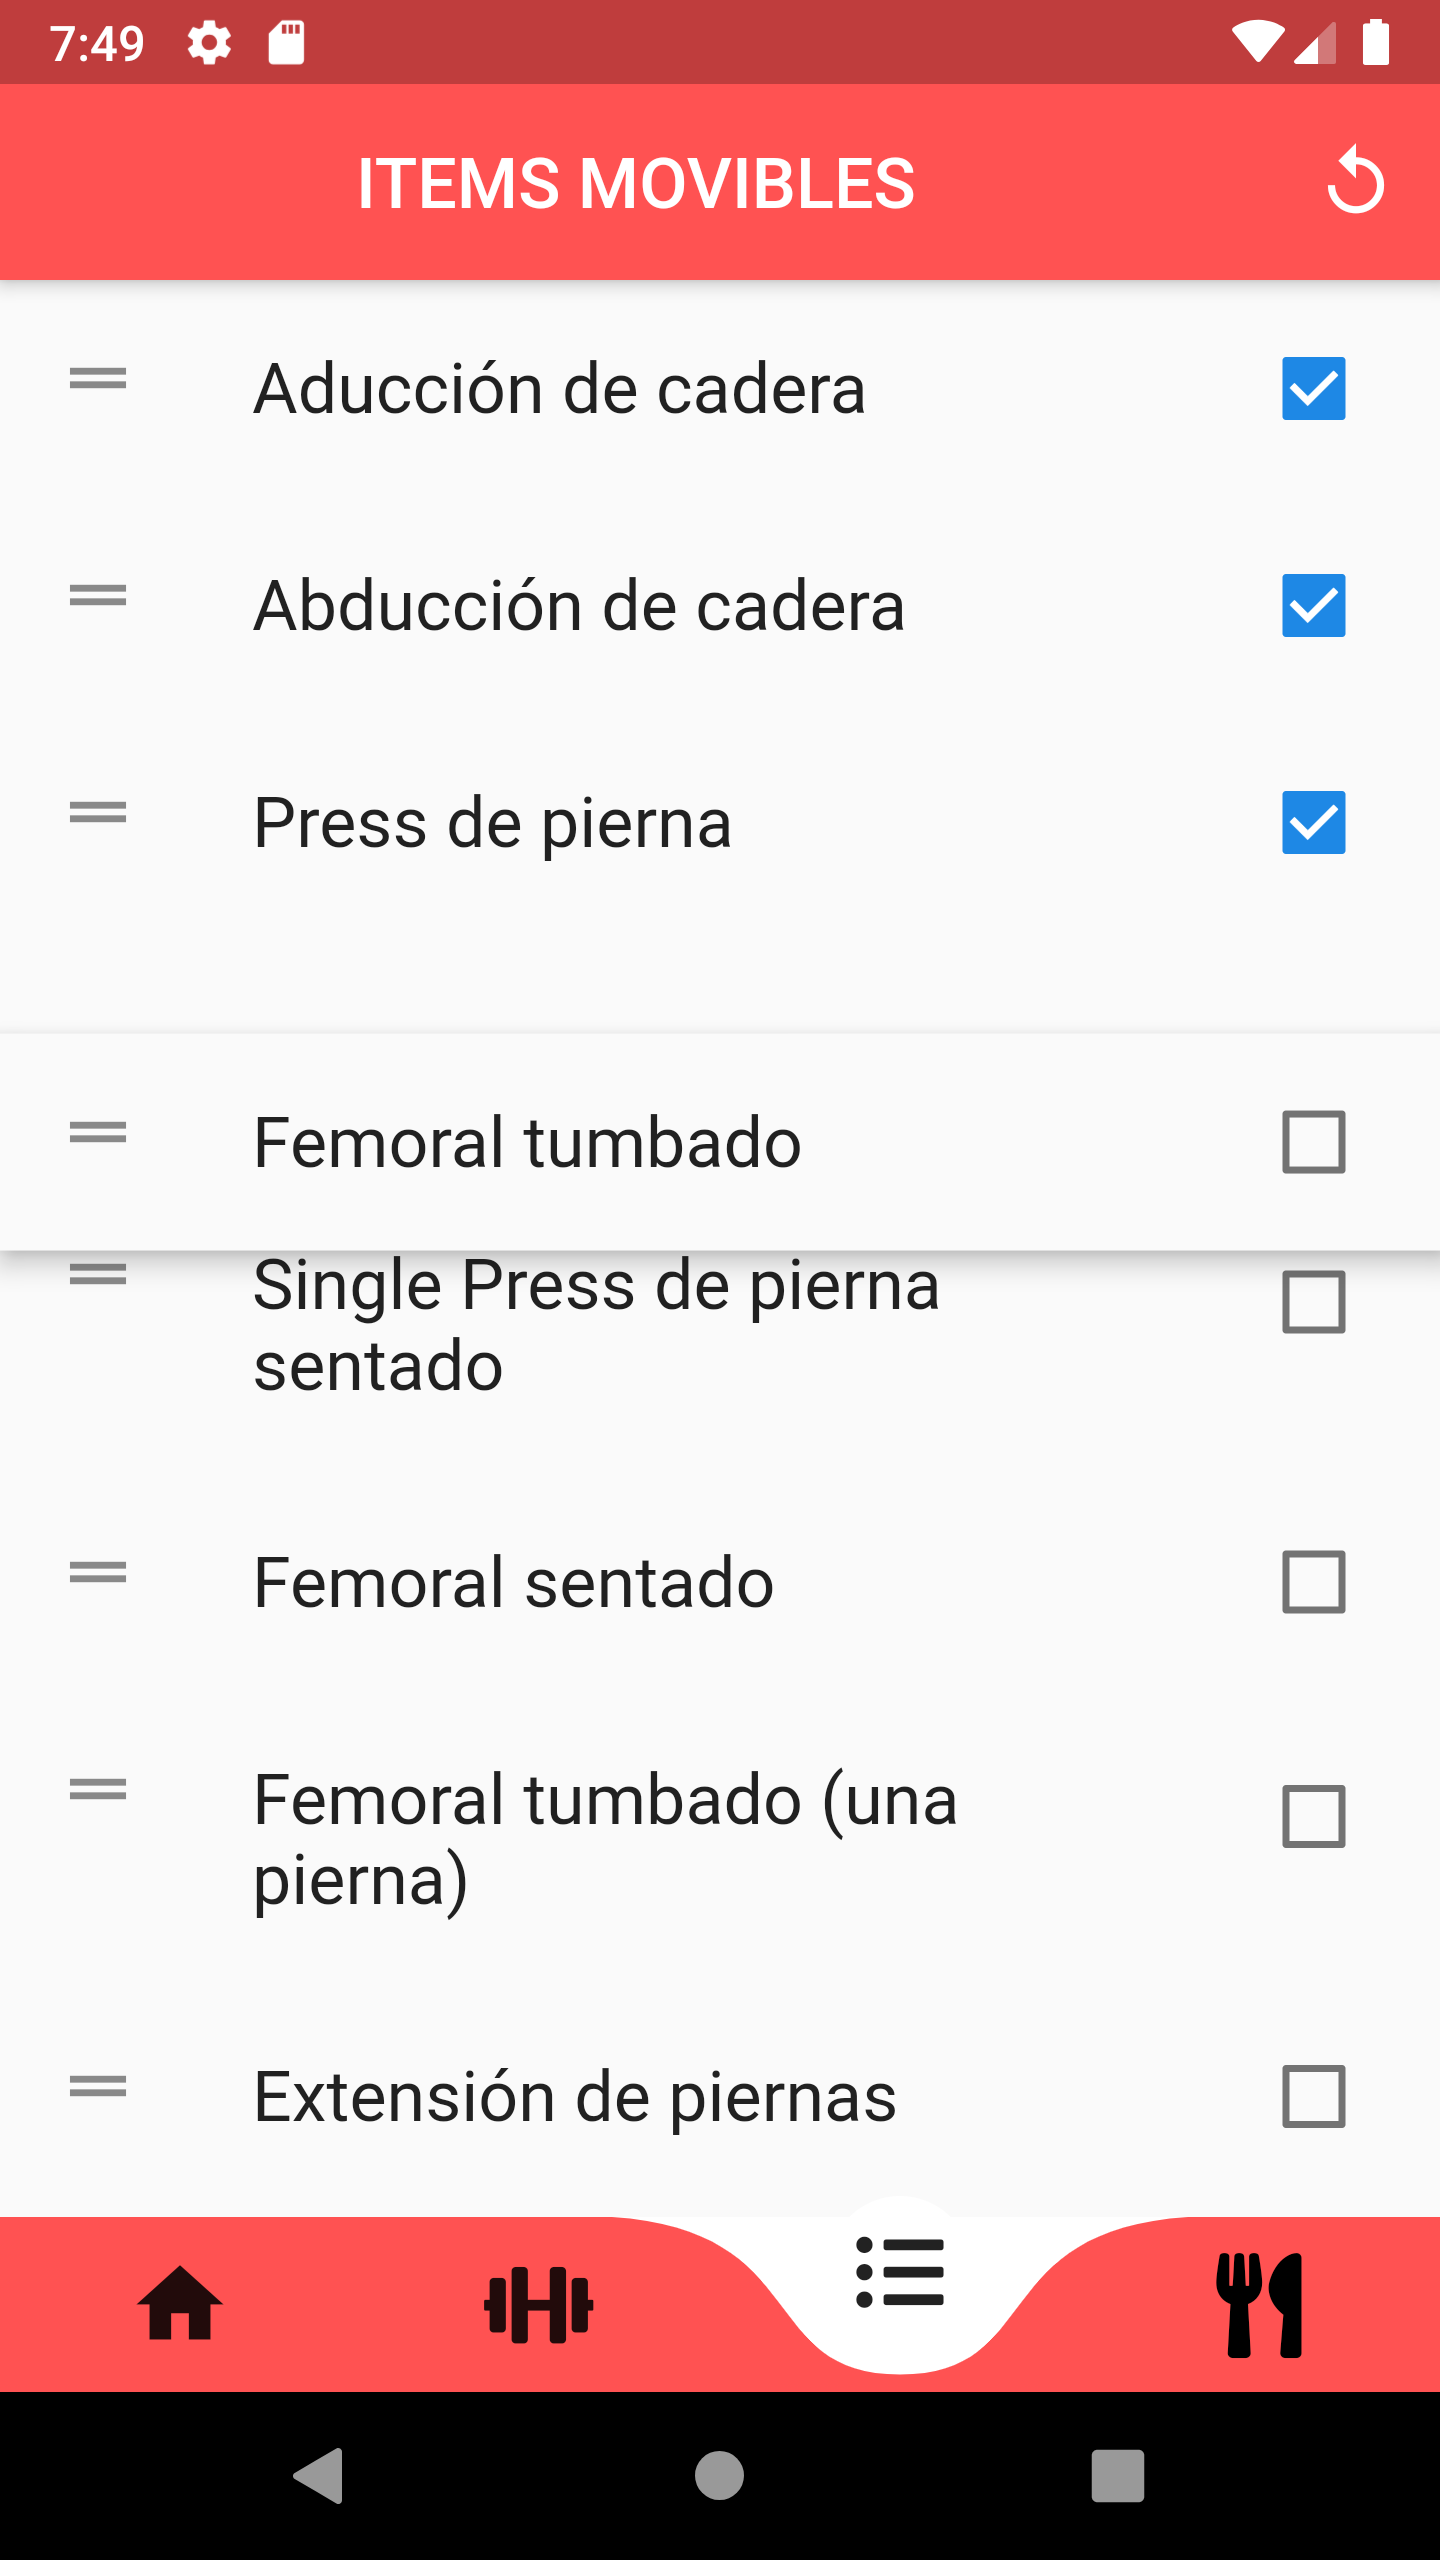 7:49
ITEMS MOVIBLES
Aducción de cadera
Abducción de cadera
Press de pierna
Femoral tumbado
Single Press de pierna
sentado
Femoral sentado
Femoral tumbado (una
pierna)
Extensión de piernas